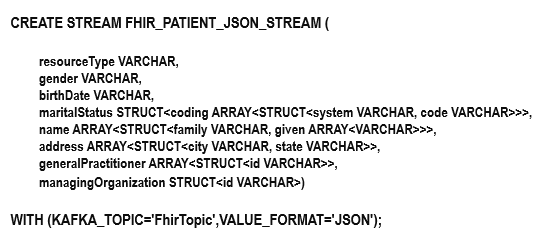 CREATE STREAM FHIR_PATIENT_JSON_STREAM (
resourceType VARCHAR,
gender VARCHAR,
birthDate VARCHAR,
maritalStatus STRUCT<coding ARRAY<STRUCT<system VARCHAR, code VARCHAR>>>,
name ARRAY<STRUCT<family VARCHAR, given ARRAY<VARCHAR>>>,
address ARRAY<STRUCT<city VARCHAR, state VARCHAR>>,
generalPractitioner ARRAY<STRUCT<id VARCHAR>>,
managingOrganization STRUCT<id VARCHAR>)
WITH (KAFKA_TOPIC='FhirTopic',VALUE_FORMAT='JSON');